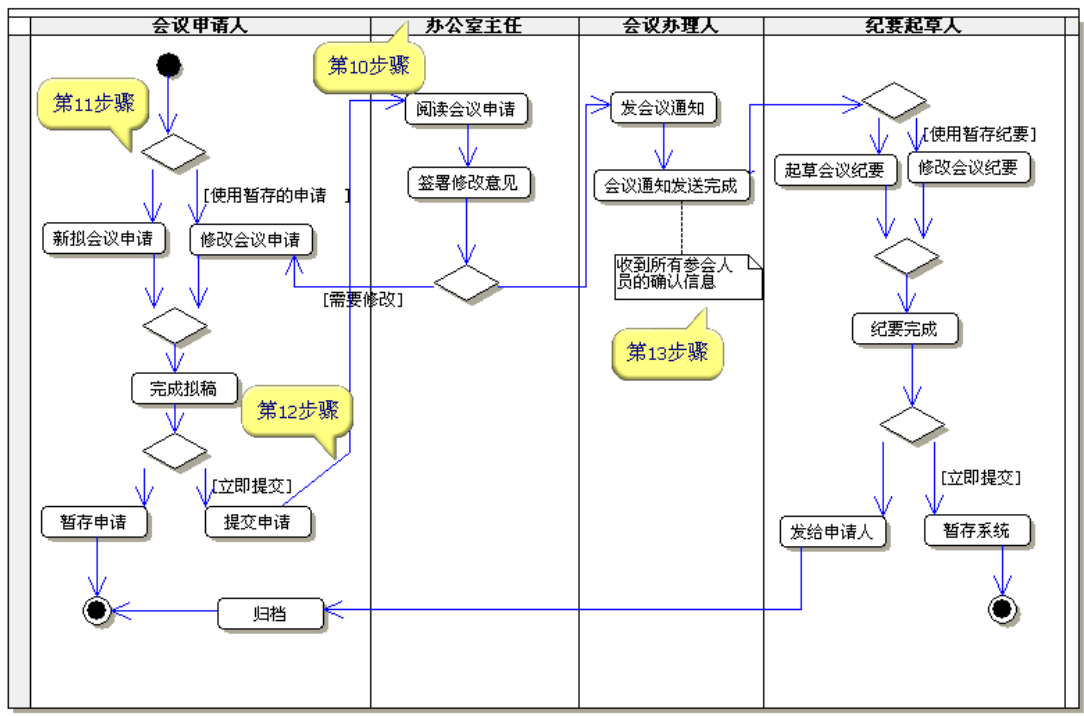 会议申请人
办公室主任
会议办理人
纪要起草人
第10步骤
第11步骤
阅读会议申请
发会议通知
[使用暂存纪要]
起草会议纪要
修改会议纪要
签署修改意见
会议通知发送完成
[使用暂存的申请 ]
新拟会议申请
修改会议申请
收到所有参会人
员的确认信息
[需要修改]
纪要完成
第13步骤
完成拟稿
第12步骤
[立即提交]
[立即提交]
暂存申请
提交申请
发给申请人
暂存系统
归档